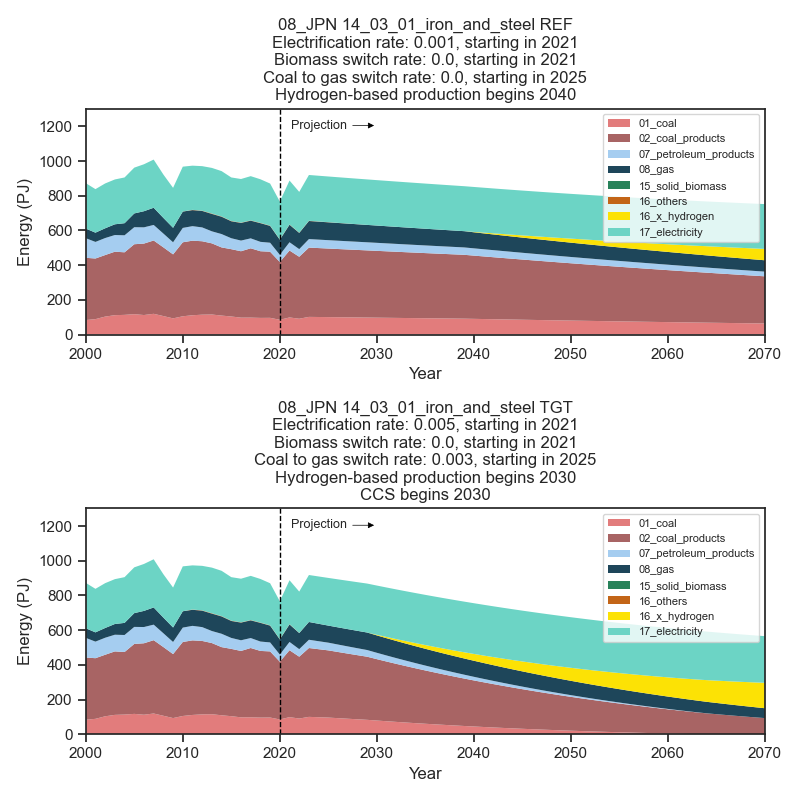 08_JPN 14_03_01_iron_and_steel REF
Electrification rate: 0.001, starting in 2021
Biomass switch rate: 0.0, starting in 2021
Coal to gas switch rate: 0.0, starting in 2025
Hydrogen-based production begins 2040
Energy (PJ)
1200
1000
800
600
400
200
0
Projection
01_coal
02_coal_products
07_petroleum_products
08_gas
15_solid_biomass
16_others
16_x_hydrogen
17_electricity
2000 2010 2020 2030 2040 2050 2060 2070
Year
08_JPN 14_03_01_iron_and_steel TGT
Electrification rate: 0.005, starting in 2021
Biomass switch rate: 0.0, starting in 2021
Coal to gas switch rate: 0.003, starting in 2025
Hydrogen-based production begins 2030
CCS begins 2030
Energy (PJ)
1200
1000
800
600
400
200
0
Projection
01_coal
02_coal_products
07_petroleum_products
08_gas
15_solid_biomass
16_others
16_x_hydrogen
17_electricity
2000 2010 2020 2030 2040 2050 2060 2070
Year